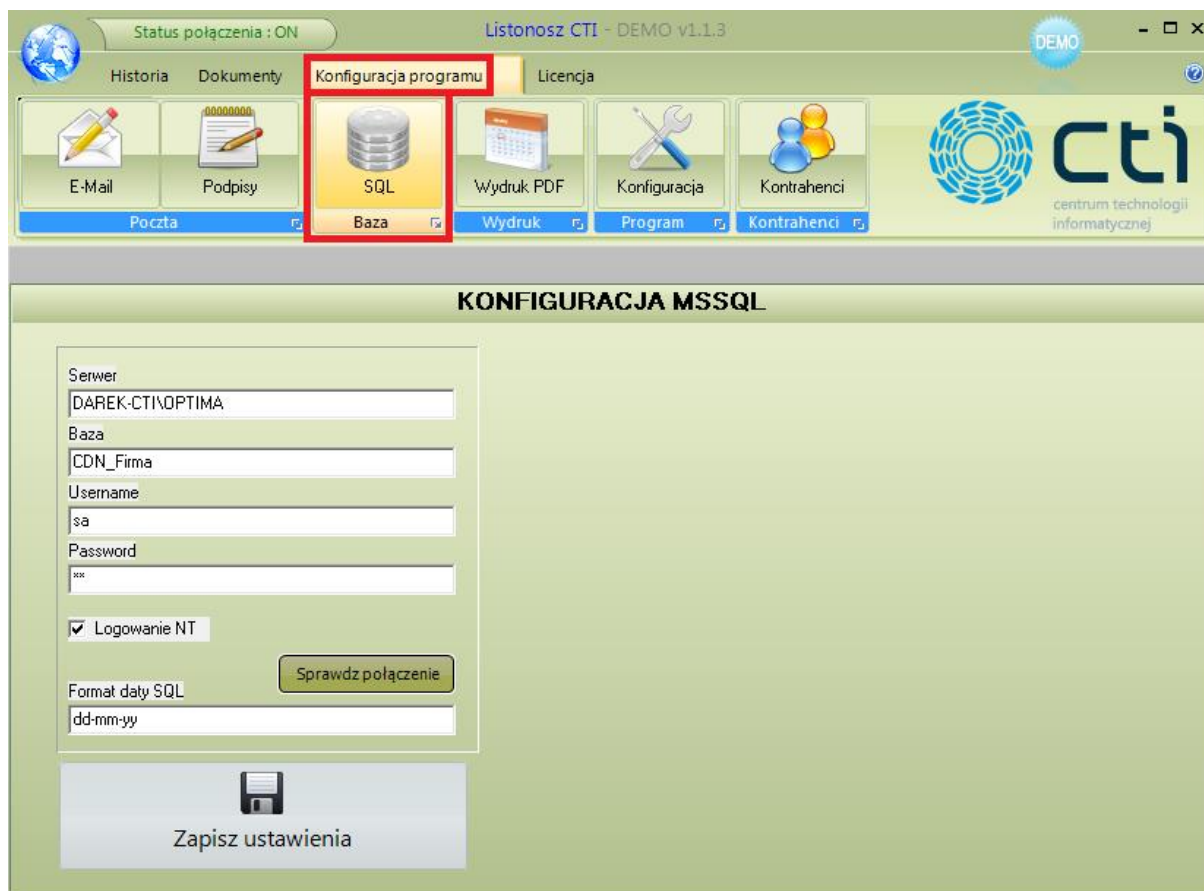 Status połączenia : ON
Listonosz CTI - DEMO v1.1.3
DEMO
Historia Dokumenty Konfiguracja programu Licencja
E-Mail Podpisy SQL Wydruk PDF Konfiguracja Kontrahenci
Poczta Baza Wydruk Program Kontrahenci
cti
centrum technologii
informatycznej
KONFIGURACJA MSSQL
Serwer
DAREK-CTI\OPTIMA
Baza
CDN_Firma
Username
sa
Password
**
Logowanie NT
Sprawdz połączenie
Format daty SQL
dd-mm-yy
Zapisz ustawienia